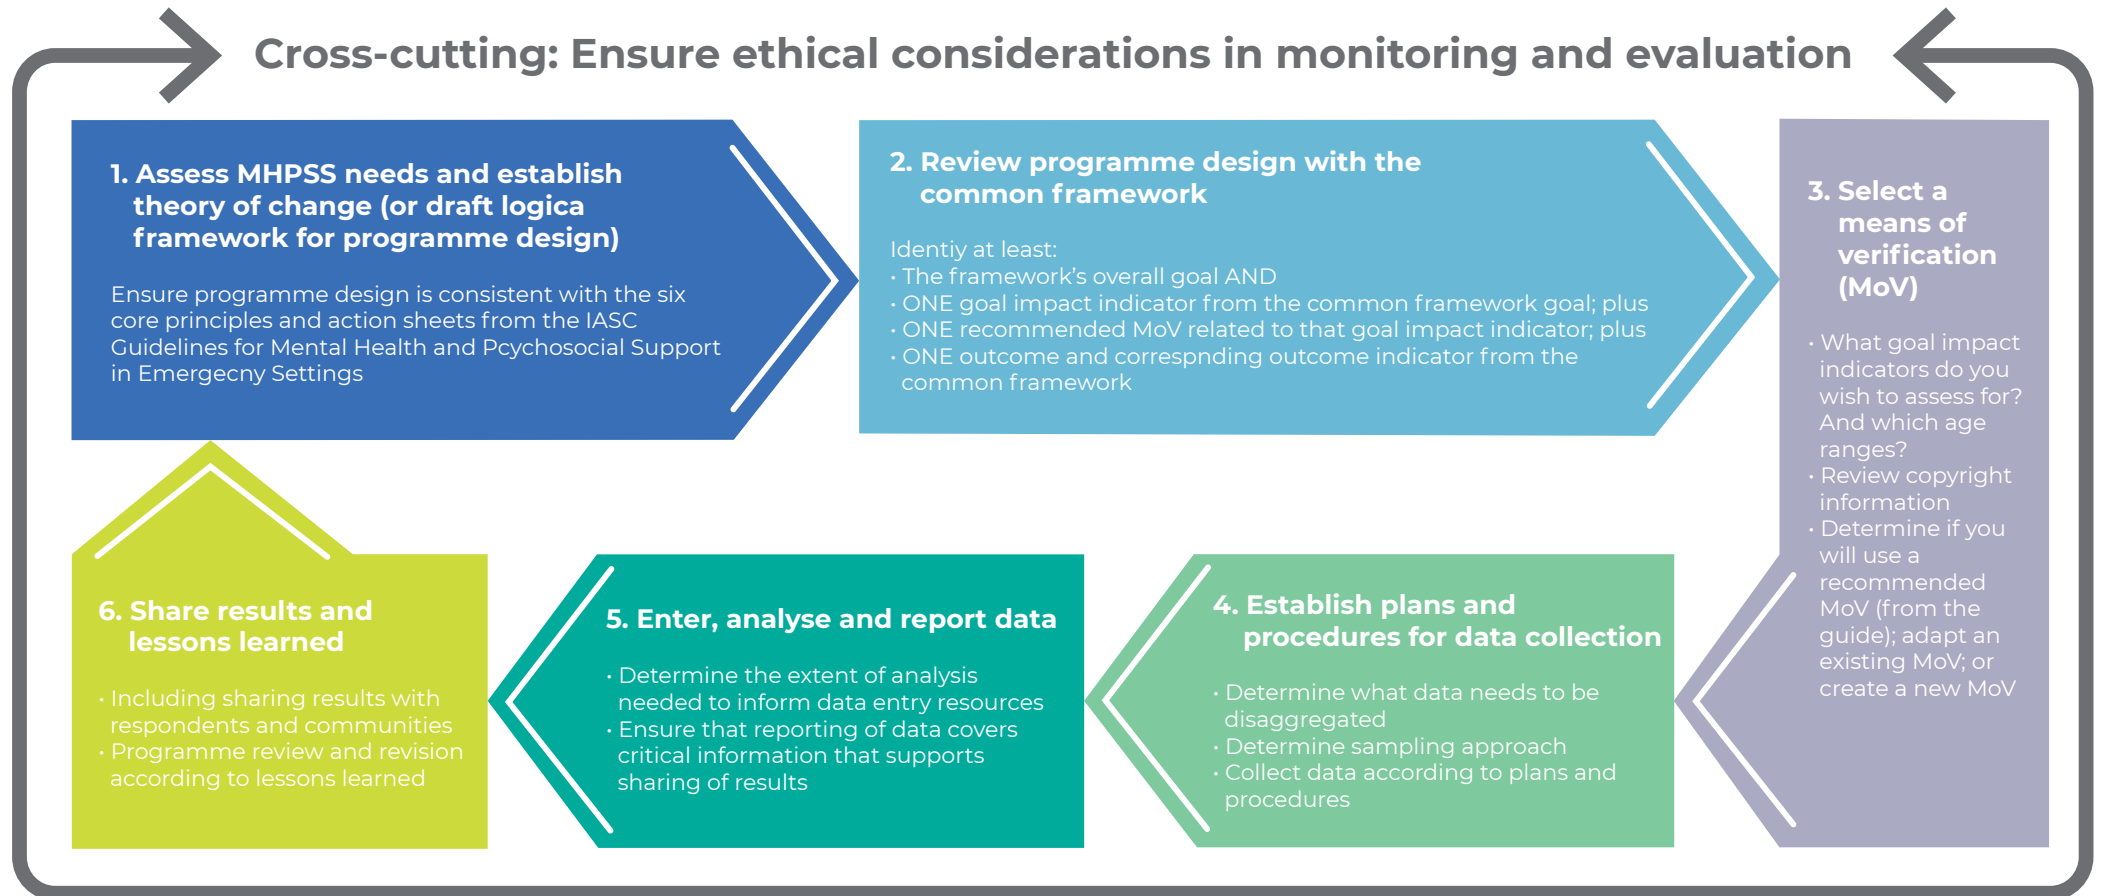 Cross-cutting: Ensure ethical considerations in monitoring and evaluation
1. Assess MHPSS needs and establish
theory of change (or draft logica
framework for programme design)
Ensure programme design is consistent with the six
core principles and action sheets from the IASC
Guidelines for Mental Health and Pcychosocial Support
in Emergecny Settings
2. Review programme design with the
common framework
Identiy at least:
· The framework's overall goal AND
· ONE goal impact indicator from the common framework goal; plus
· ONE recommended MoV related to that goal impact indicator; plus
· ONE outcome and correspnding outcome indicator from the
common framework
3. Select a
means of
verification
(MoV)
· What goal impact
indicators do you
wish to assess for?
And which age
ranges?
· Review copyright
information
· Determine if you
will use a
recommended
MoV (from the
guide); adapt an
existing MoV; or
create a new MoV
4. Establish plans and
procedures for data collection
· Determine what data needs to be
disaggregated
· Determine sampling approach
· Collect data according to plans and
procedures
5. Enter, analyse and report data
· Determine the extent of analysis
needed to inform data entry resources
· Ensure that reporting of data covers
critical information that supports
sharing of results
6. Share results and
lessons learned
· Including sharing results with
respondents and communities
· Programme review and revision
according to lessons learned